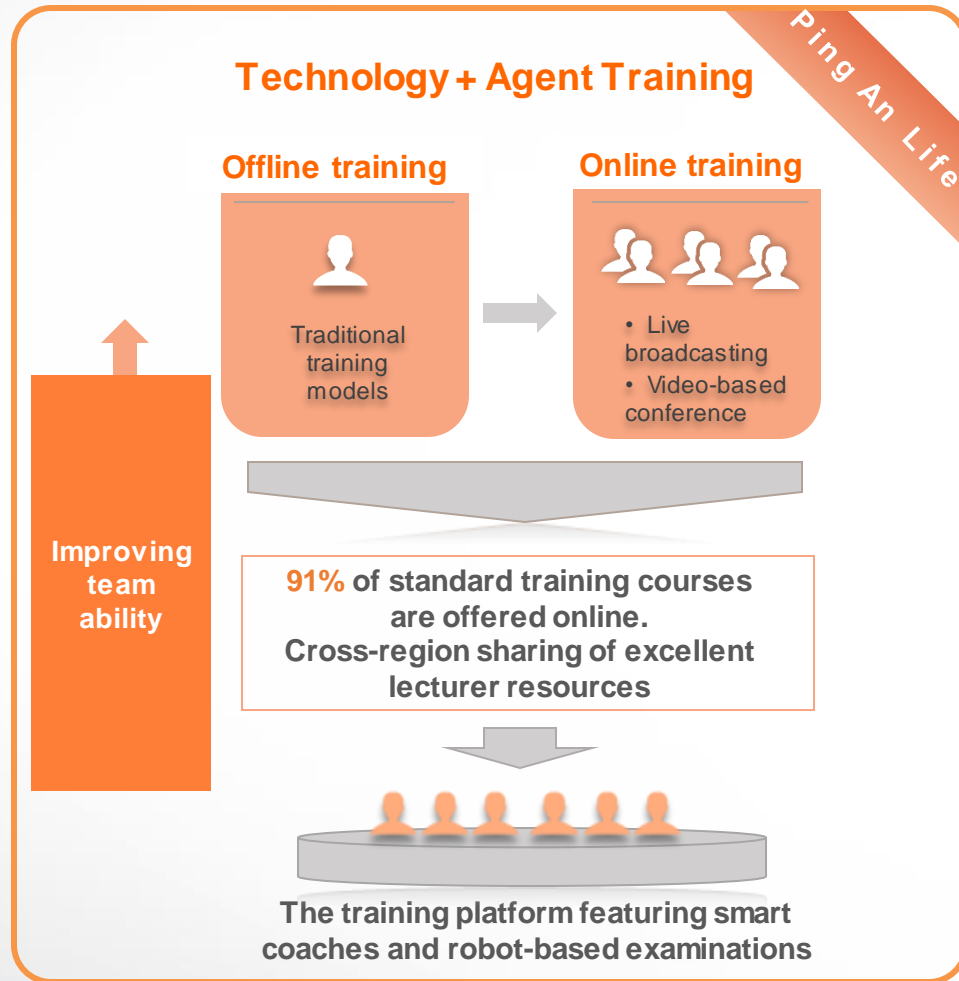 Ping An Life
Technology + Agent Training
Offline training
Online training
Traditional
training
models
• Live
broadcasting
• Video-based
conference
Improving
team
ability
91% of standard training courses
are offered online.
Cross-region sharing of excellent
lecturer resources
The training platform featuring smart
coaches and robot-based examinations